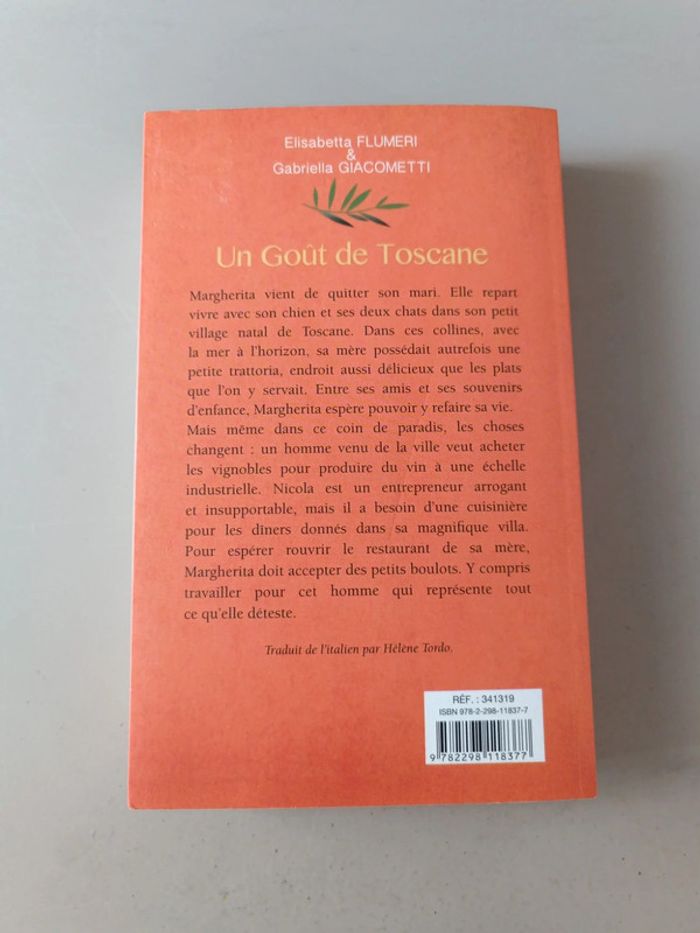 Elisabetta FLUMERI
&
Gabriella GIACOMETTI
Un Goût de Toscane
Margherita vient de quitter son mari. Elle repart
vivre avec son chien et ses deux chats dans son petit
village natal de Toscane. Dans ces collines, avec
la mer à l'horizon, sa mère possédait autrefois une
petite trattoria, endroit aussi délicieux que les plats
que l'on y servait. Entre ses amis et ses souvenirs
d'enfance, Margherita espère pouvoir y refaire sa vie.
Mais même dans ce coin de paradis, les choses
changent : un homme venu de la ville veut acheter
les vignobles pour produire du vin à une échelle
industrielle. Nicola est un entrepreneur arrogant
et insupportable, mais il a besoin d'une cuisinière
pour les dîners donnés dans sa magnifique villa.
Pour espérer rouvrir le restaurant de sa mère,
Margherita doit accepter des petits boulots. Y compris
travailler pour cet homme qui représente tout
ce qu'elle déteste.
Traduit de l'italien par Hélène Tordo.
RÉF. : 341319
ISBN 978-2-298-11837-7
9 782298 118377